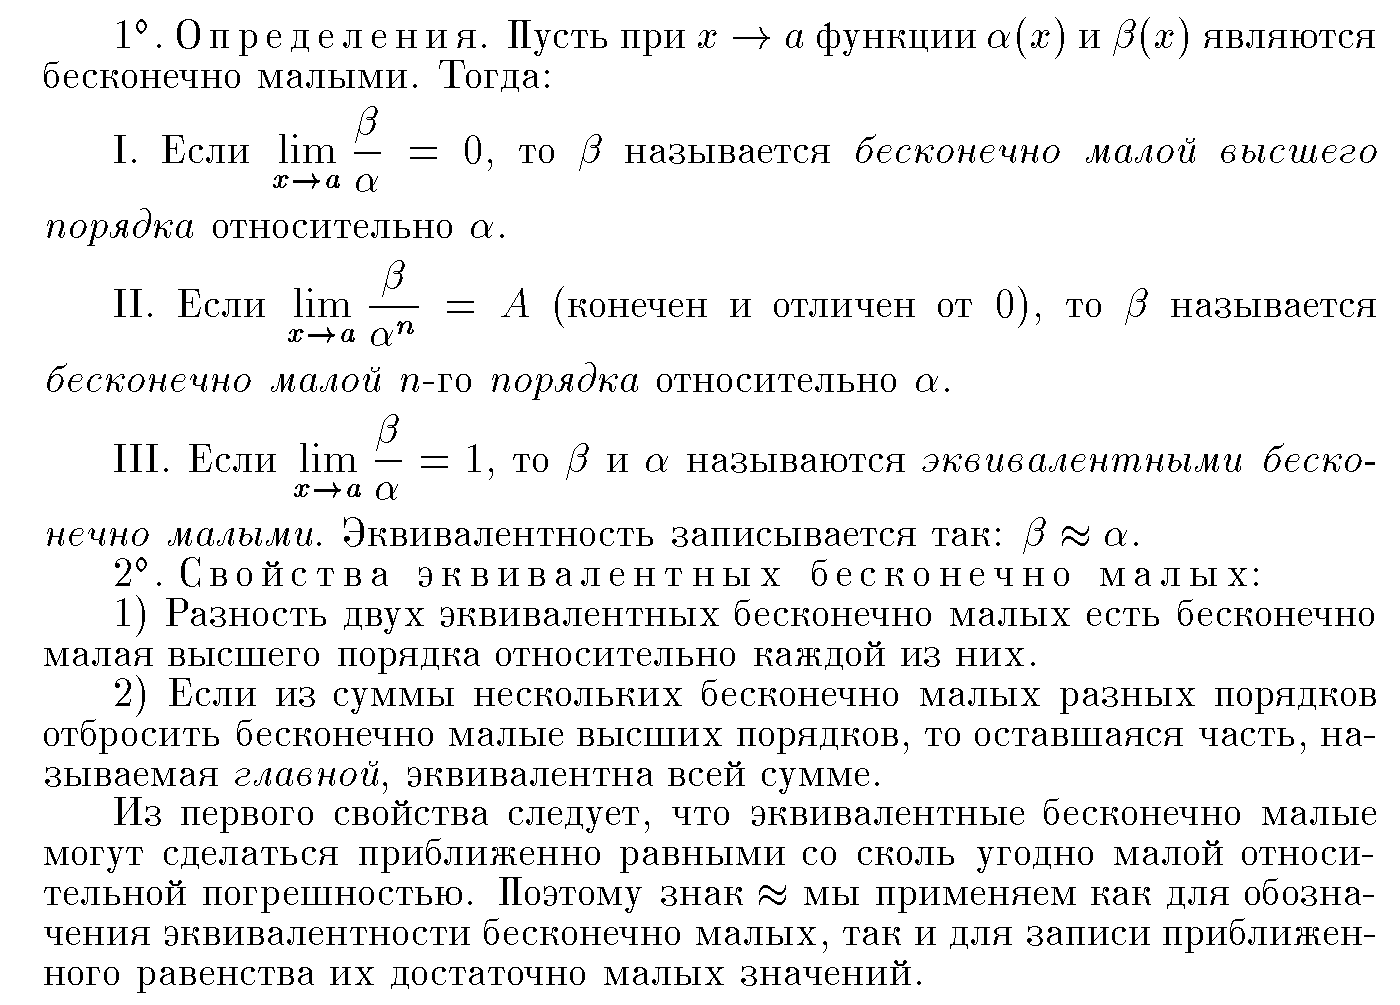 1°. Определения. Пусть при x → a функции α(x) и β(x) являются
бесконечно малыми. Тогда:
I. Если lim_{x→a} β/α = 0, то β называется бесконечно малой высшего
порядка относительно α.
II. Если lim_{x→a} β/α^n = A (конечен и отличен от 0), то β называется
бесконечно малой n-го порядка относительно α.
III. Если lim_{x→a} β/α = 1, то β и α называются эквивалентными беско-
нечно малыми. Эквивалентность записывается так: β ≈ α.
2°. Свойства эквивалентных бесконечно малых:
1) Разность двух эквивалентных бесконечно малых есть бесконечно
малая высшего порядка относительно каждой из них.
2) Если из суммы нескольких бесконечно малых разных порядков
отбросить бесконечно малые высших порядков, то оставшаяся часть, на-
зываемая главной, эквивалентна всей сумме.
Из первого свойства следует, что эквивалентные бесконечно малые
могут сделаться приближенно равными со сколь угодно малой относи-
тельной погрешностью. Поэтому знак ≈ мы применяем как для обозна-
чения эквивалентности бесконечно малых, так и для записи приближен-
ного равенства их достаточно малых значений.